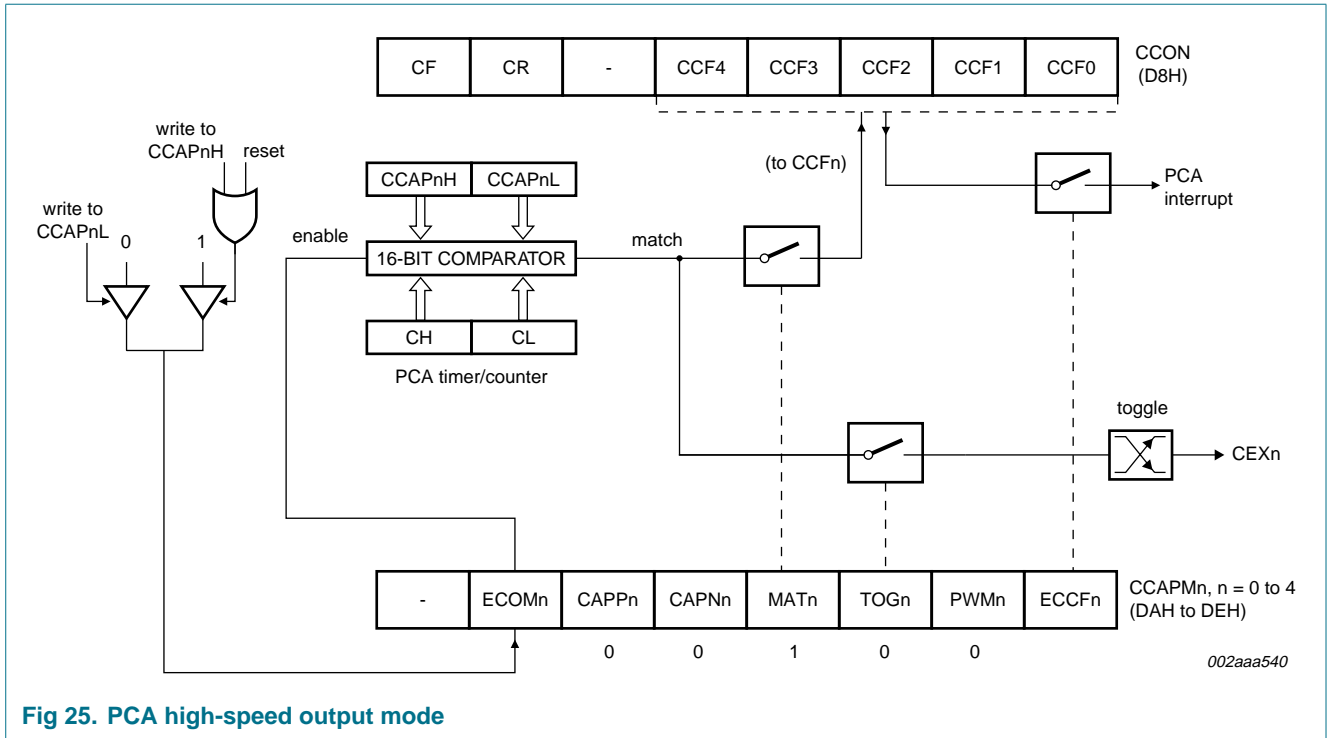 CF CR - CCF4 CCF3 CCF2 CCF1 CCF0
CCON
(D8H)
write to
CCAPnH
reset
write to
CCAPnL
0
1
CCAPnH CCAPnL
(to CCFn)
PCA
interrupt
enable
16-BIT COMPARATOR
match
CH CL
PCA timer/counter
toggle
CEXn
- ECOMn CAPPn CAPNn MATn TOGn PWMn ECCFn
CCAPMn, n = 0 to 4
(DAH to DEH)
0 0 1 0 0
002aaa540
Fig 25. PCA high-speed output mode